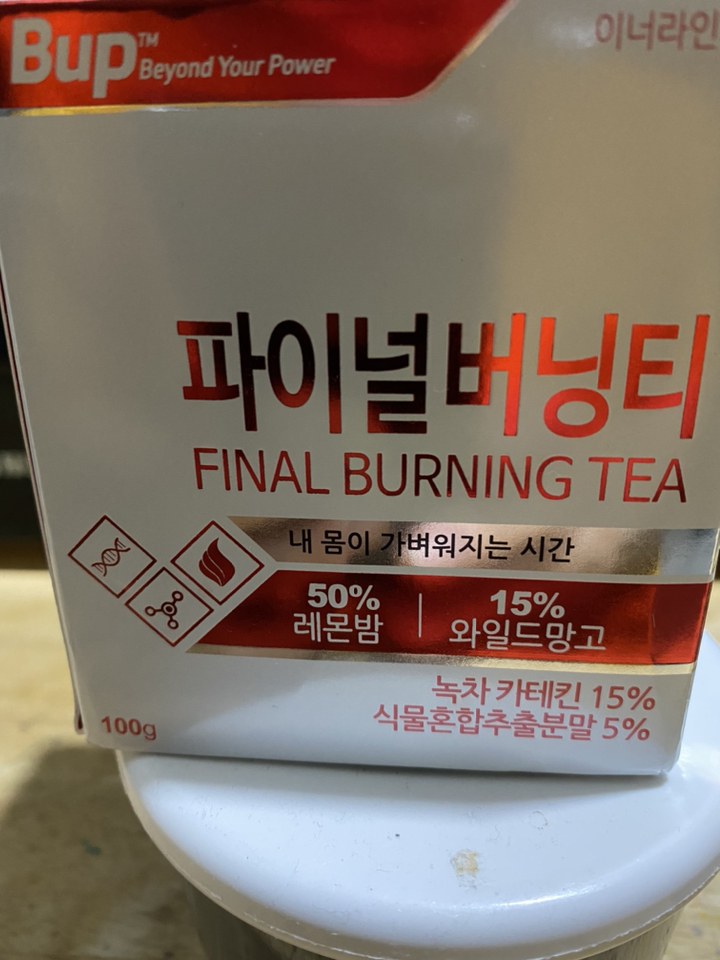 Bup™
Beyond Your Power
이너라인
파이널버닝티
FINAL BURNING TEA
내 몸이 가벼워지는 시간
50%
레몬밤
15%
와일드망고
녹차 카테킨 15%
식물혼합추출분말 5%
100g